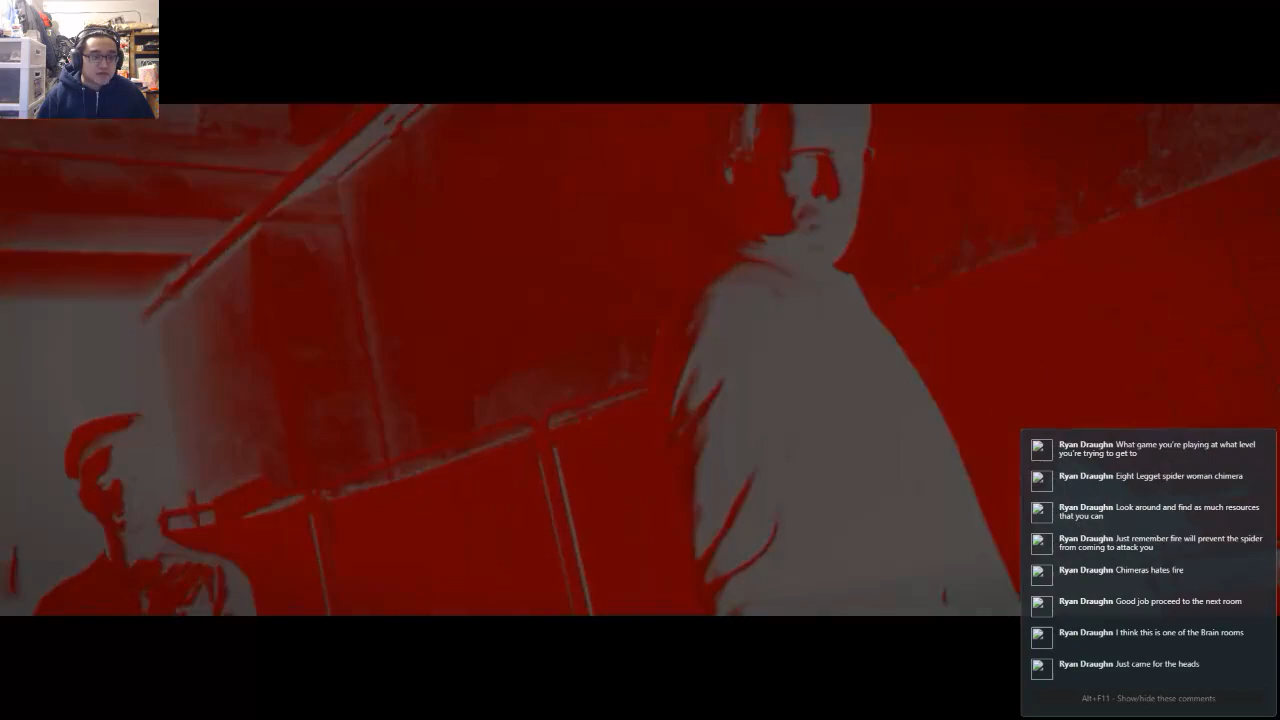 Ryan Draughn What game you're playing at what level
you're trying to get to
Ryan Draughn Eight Legget spider woman chimera
Ryan Draughn Look around and find as much resources
that you can
Ryan Draughn Just remember fire will prevent the spider
from coming to attack you
Ryan Draughn Chimeras hates fire
Ryan Draughn Good job proceed to the next room
Ryan Draughn I think this is one of the Brain rooms
Ryan Draughn Just came for the heads
Alt+F11 - Show/hide these comments